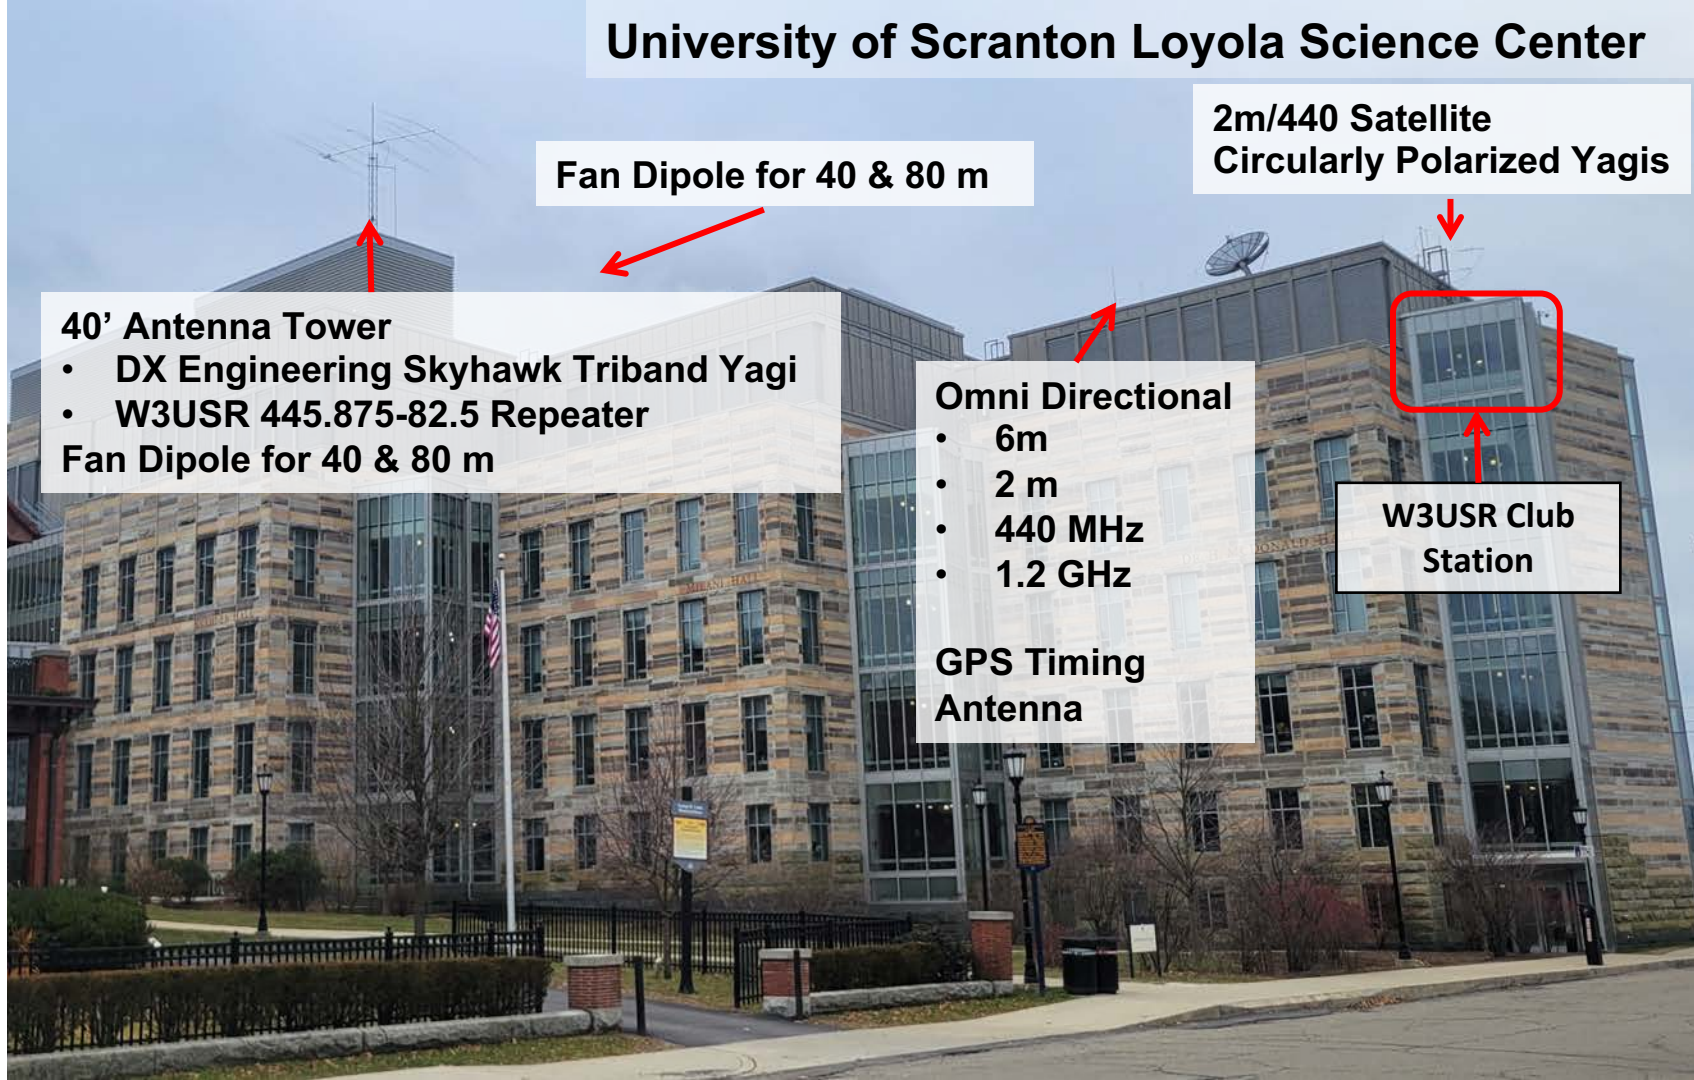 University of Scranton Loyola Science Center
2m/440 Satellite
Circularly Polarized Yagis
Fan Dipole for 40 & 80 m
40’ Antenna Tower
• DX Engineering Skyhawk Triband Yagi
• W3USR 445.875-82.5 Repeater
Fan Dipole for 40 & 80 m
Omni Directional
• 6m
• 2 m
• 440 MHz
• 1.2 GHz
GPS Timing
Antenna
W3USR Club
Station
MIRANI HALL